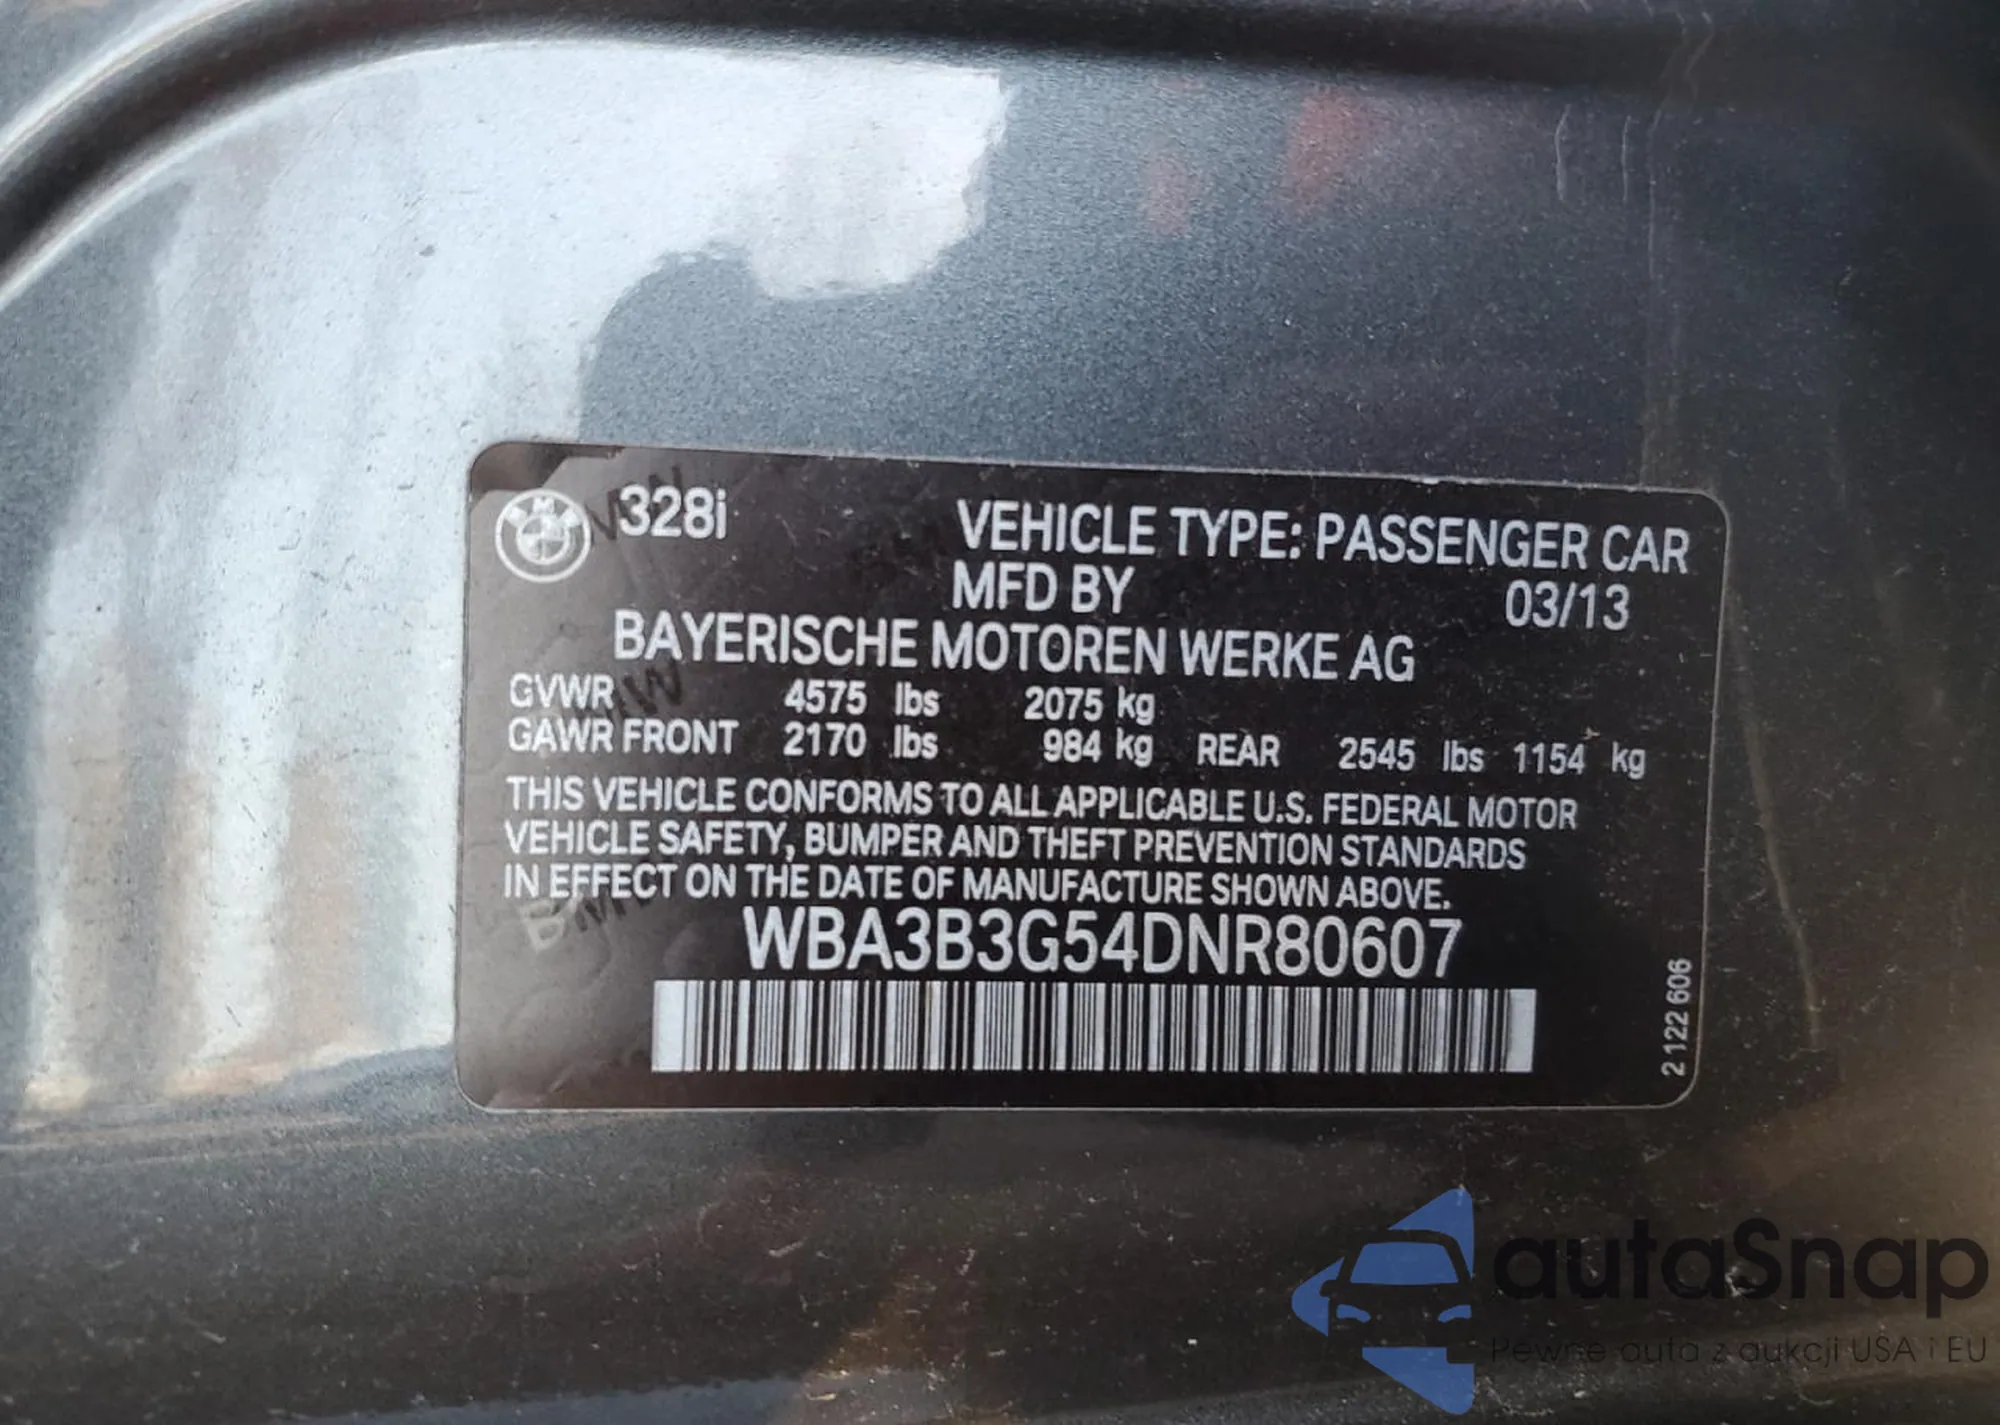 328i
VEHICLE TYPE: PASSENGER CAR
MFD BY
03/13
BAYERISCHE MOTOREN WERKE AG
GVWR 4575 lbs 2075 kg
GAWR FRONT 2170 lbs 984 kg REAR 2545 lbs 1154 kg
THIS VEHICLE CONFORMS TO ALL APPLICABLE U.S. FEDERAL MOTOR
VEHICLE SAFETY, BUMPER AND THEFT PREVENTION STANDARDS
IN EFFECT ON THE DATE OF MANUFACTURE SHOWN ABOVE.
WBA3B3G54DNR80607
2 122 606
autaSnap
Pewne auta z aukcji USA i EU